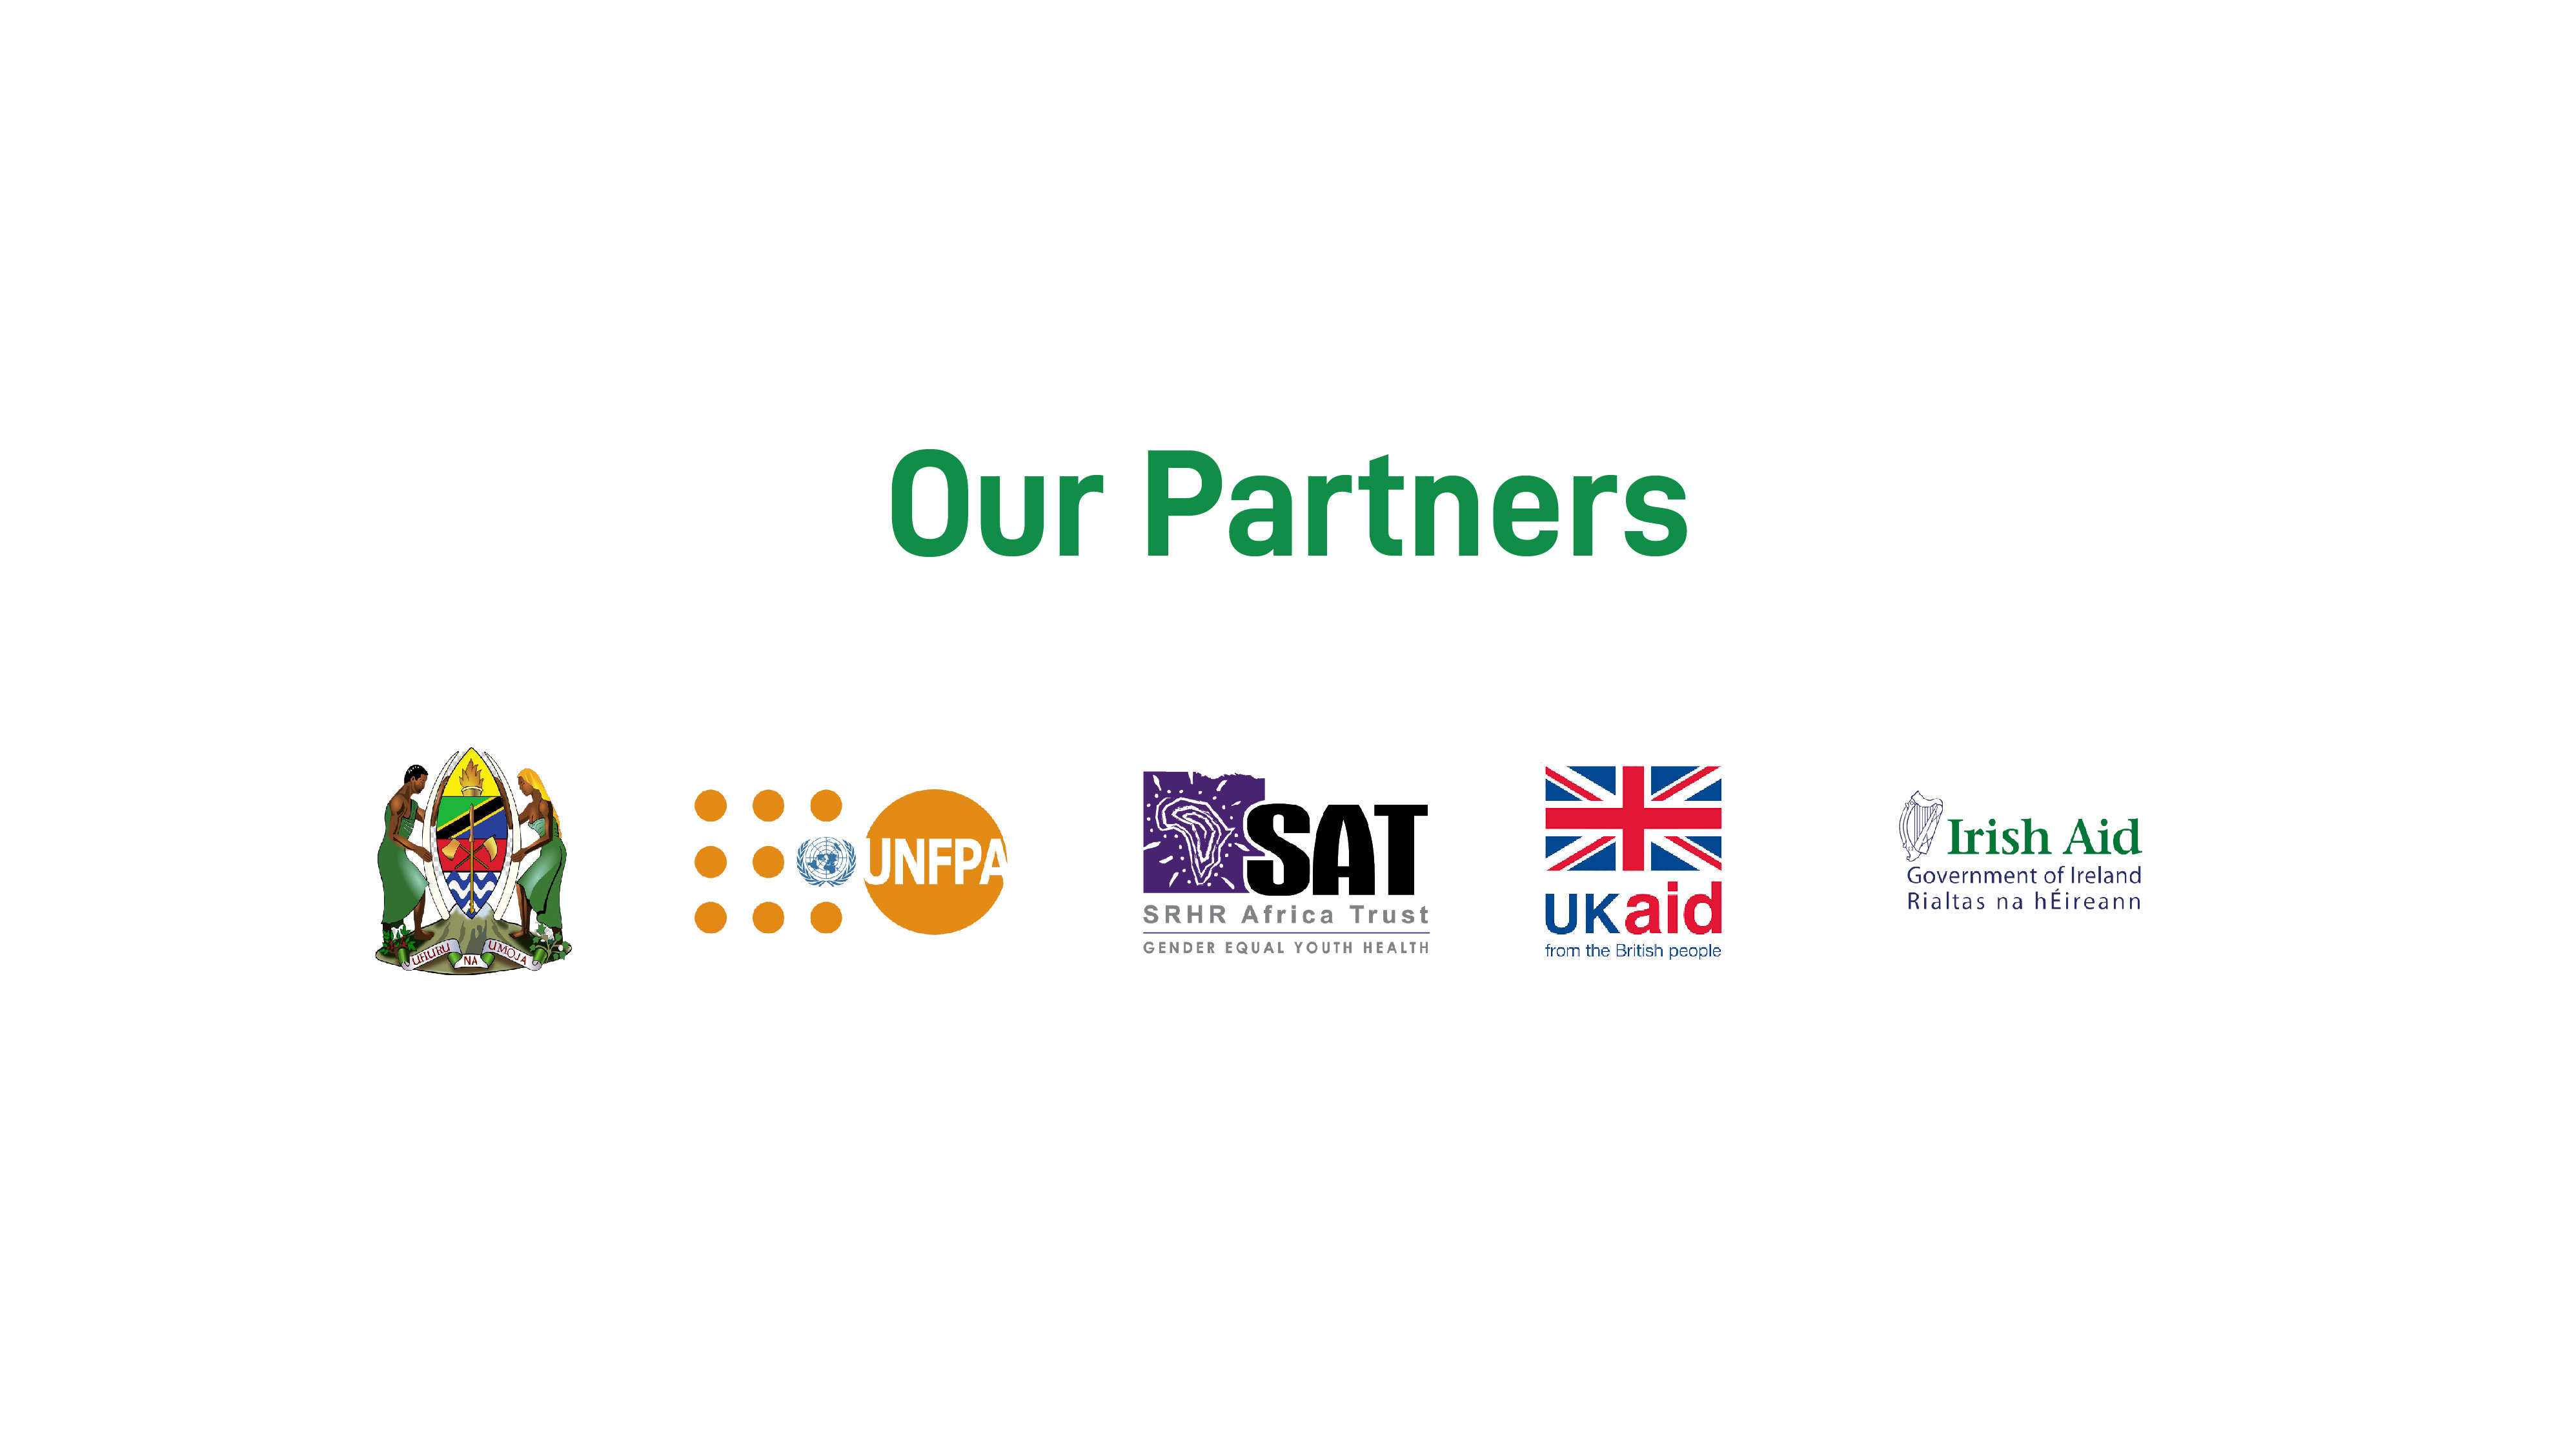 Our Partners
UHURU NA UMOJA
UNFPA
SAT
SRHR Africa Trust
GENDER EQUAL YOUTH HEALTH
UKaid
from the British people
Irish Aid
Government of Ireland
Rialtas na hÉireann